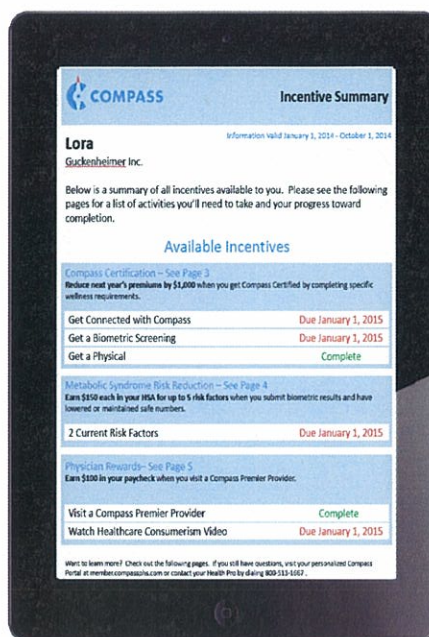 COMPASS
Incentive Summary
Information Valid January 1, 2014 - October 1, 2014
Lora
Guckenheimer Inc.
Below is a summary of all incentives available to you. Please see the following
pages for a list of activities you'll need to take and your progress toward
completion.
Available Incentives
Compass Certification – See Page 3
Reduce next year's premiums by $1,000 when you get Compass Certified by completing specific
wellness requirements.
Get Connected with Compass Due January 1, 2015
Get a Biometric Screening Due January 1, 2015
Get a Physical Complete
Metabolic Syndrome Risk Reduction – See Page 4
Earn $150 each in your HSA for up to 5 risk factors when you submit biometric results and have
lowered or maintained safe numbers.
2 Current Risk Factors Due January 1, 2015
Physician Rewards– See Page 5
Earn $100 in your paycheck when you visit a Compass Premier Provider.
Visit a Compass Premier Provider Complete
Watch Healthcare Consumerism Video Due January 1, 2015
Want to learn more? Check out the following pages. If you still have questions, visit your personalized Compass
Portal at member.compassphs.com or contact your Health Pro by dialing 800-513-1667 .